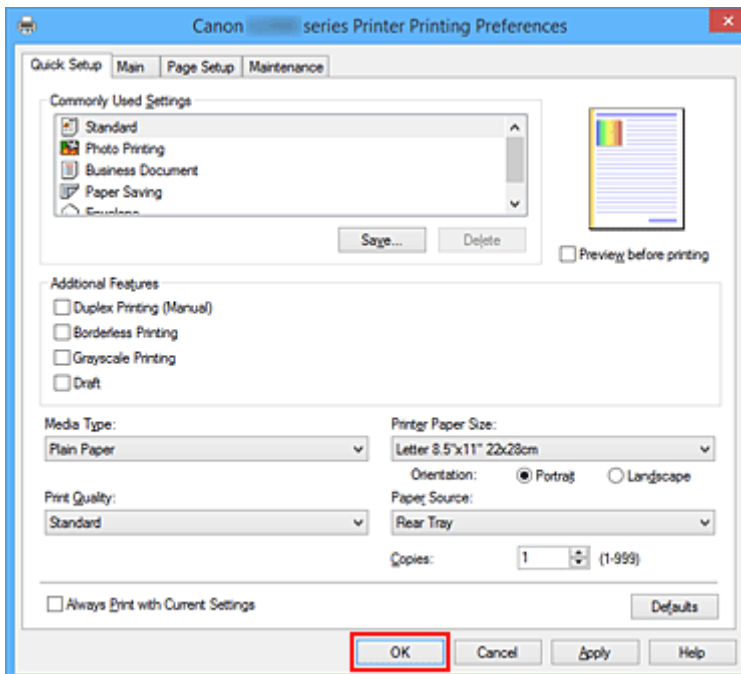 Canon series Printer Printing Preferences
Quick Setup Main Page Setup Maintenance
Commonly Used Settings
Standard
Photo Printing
Business Document
Paper Saving
Envelope
Save... Delete
Preview before printing
Additional Features
Duplex Printing (Manual)
Borderless Printing
Grayscale Printing
Draft
Media Type: Printer Paper Size:
Plain Paper Letter 8.5"x11" 22x28cm
Orientation: Portrait Landscape
Print Quality: Paper Source:
Standard Rear Tray
Copies: 1 (1-999)
Always Print with Current Settings Defaults
OK Cancel Apply Help